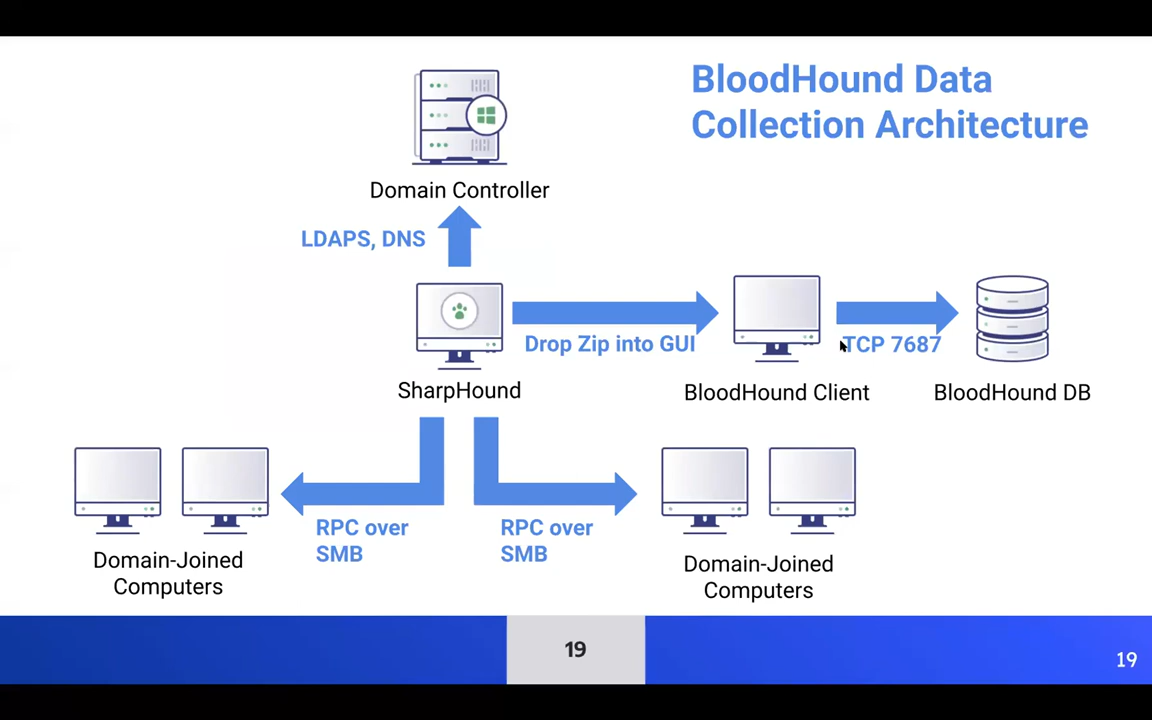 BloodHound Data
Collection Architecture
Domain Controller
LDAPS, DNS
Drop Zip into GUI
TCP 7687
SharpHound
BloodHound Client
BloodHound DB
RPC over
SMB
RPC over
SMB
Domain-Joined
Computers
Domain-Joined
Computers
19
19